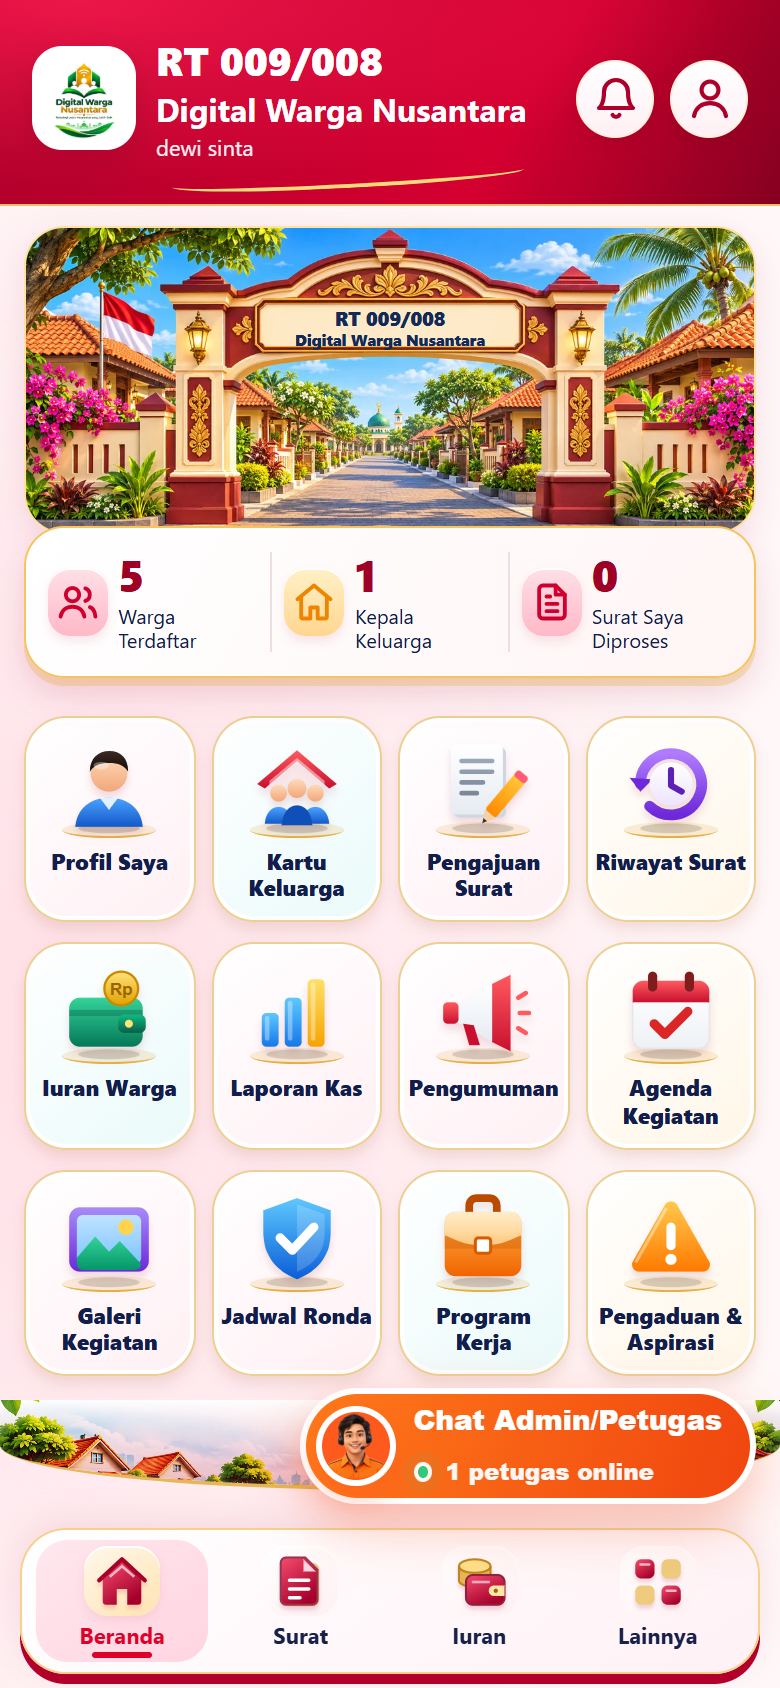 RT 009/008
Digital Warga Nusantara
dewi sinta
Digital Warga
Nusantara
RT 009/008
Digital Warga Nusantara
5
Warga
Terdaftar
1
Kepala
Keluarga
0
Surat Saya
Diproses
Profil Saya
Kartu
Keluarga
Pengajuan
Surat
Riwayat Surat
Rp
Iuran Warga
Laporan Kas
Pengumuman
Agenda
Kegiatan
Galeri
Kegiatan
Jadwal Ronda
Program
Kerja
Pengaduan &
Aspirasi
Chat Admin/Petugas
1 petugas online
Beranda
Surat
Iuran
Lainnya